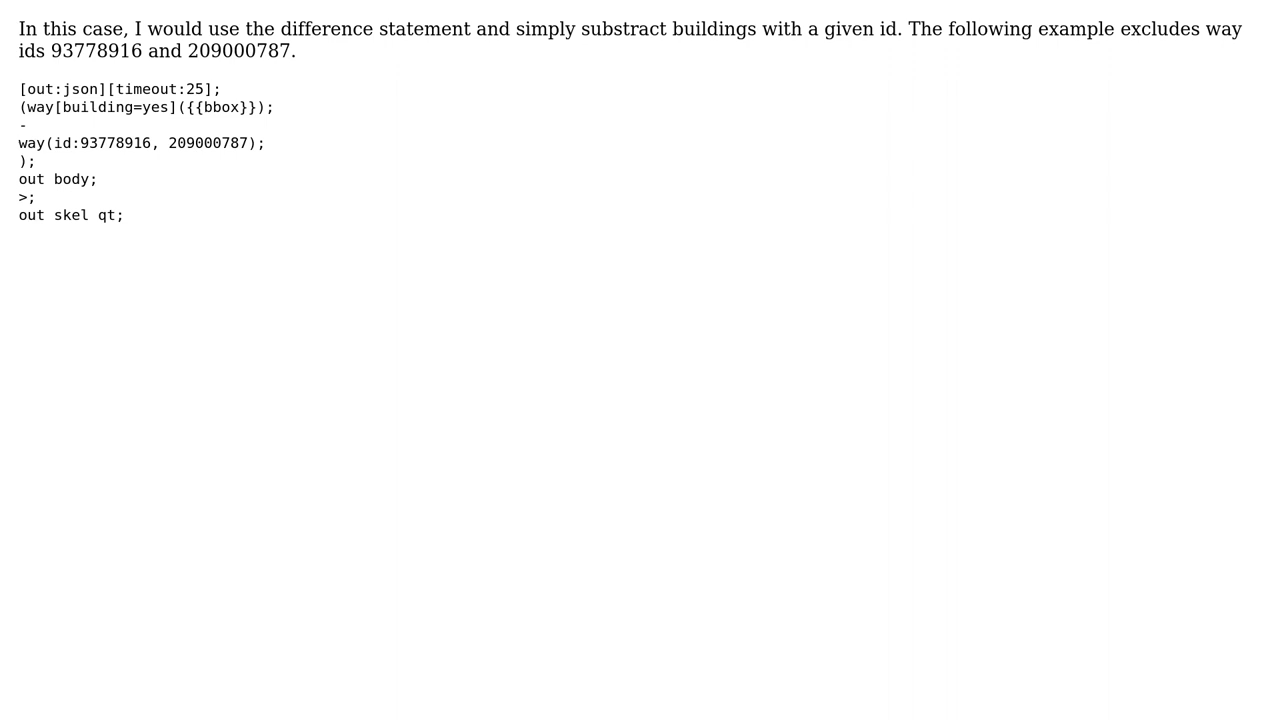 In this case, I would use the difference statement and simply substract buildings with a given id. The following example excludes way
ids 93778916 and 209000787.
[out:json][timeout:25];
(way[building=yes]({{bbox}});
-
way(id:93778916, 209000787);
);
out body;
>;
out skel qt;